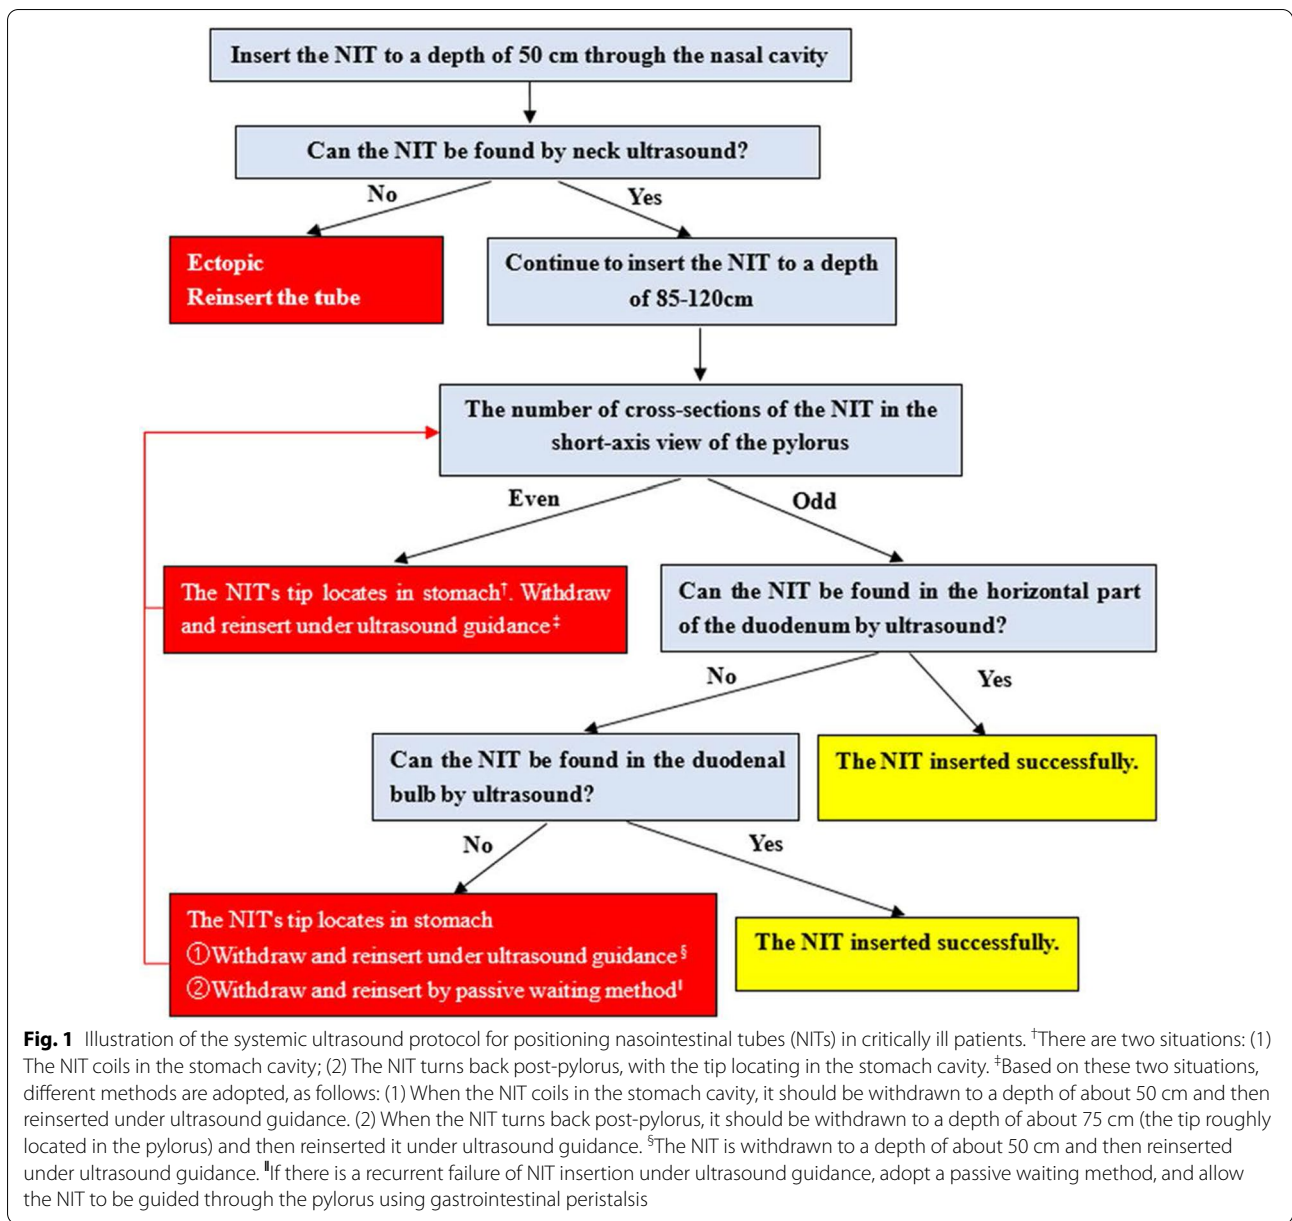 Insert the NIT to a depth of 50 cm through the nasal cavity
Can the NIT be found by neck ultrasound?
No
Yes
Ectopic
Reinsert the tube
Continue to insert the NIT to a depth
of 85-120cm
The number of cross-sections of the NIT in the
short-axis view of the pylorus
Even
Odd
The NIT's tip locates in stomach†. Withdraw
and reinsert under ultrasound guidance‡
Can the NIT be found in the horizontal part
of the duodenum by ultrasound?
No
Yes
Can the NIT be found in the duodenal
bulb by ultrasound?
The NIT inserted successfully.
No
Yes
The NIT's tip locates in stomach
①Withdraw and reinsert under ultrasound guidance§
②Withdraw and reinsert by passive waiting method‖
The NIT inserted successfully.
Fig. 1 Illustration of the systemic ultrasound protocol for positioning nasointestinal tubes (NITs) in critically ill patients. †There are two situations: (1)
The NIT coils in the stomach cavity; (2) The NIT turns back post-pylorus, with the tip locating in the stomach cavity. ‡Based on these two situations,
different methods are adopted, as follows: (1) When the NIT coils in the stomach cavity, it should be withdrawn to a depth of about 50 cm and then
reinserted under ultrasound guidance. (2) When the NIT turns back post-pylorus, it should be withdrawn to a depth of about 75 cm (the tip roughly
located in the pylorus) and then reinserted it under ultrasound guidance. §The NIT is withdrawn to a depth of about 50 cm and then reinserted
under ultrasound guidance. ‖If there is a recurrent failure of NIT insertion under ultrasound guidance, adopt a passive waiting method, and allow
the NIT to be guided through the pylorus using gastrointestinal peristalsis